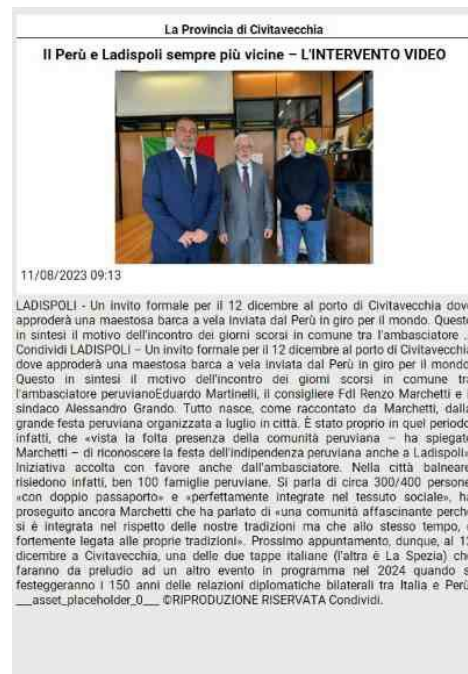 La Provincia di Civitavecchia
Il Perù e Ladispoli sempre più vicine – L'INTERVENTO VIDEO
11/08/2023 09:13
LADISPOLI - Un invito formale per il 12 dicembre al porto di Civitavecchia dove
approderà una maestosa barca a vela inviata dal Perù in giro per il mondo. Questo
in sintesi il motivo dell'incontro dei giorni scorsi in comune tra l'ambasciatore ..
Condividi LADISPOLI – Un invito formale per il 12 dicembre al porto di Civitavecchia
dove approderà una maestosa barca a vela inviata dal Perù in giro per il mondo.
Questo in sintesi il motivo dell'incontro dei giorni scorsi in comune tra
l'ambasciatore peruvianoEduardo Martinelli, il consigliere FdI Renzo Marchetti e
sindaco Alessandro Grando. Tutto nasce, come raccontato da Marchetti, dalla
grande festa peruviana organizzata a luglio in città. È stato proprio in quel periodo
infatti, che «vista la folta presenza della comunità peruviana – ha spiegato
Marchetti – di riconoscere la festa dell'indipendenza peruviana anche a Ladispoli».
Iniziativa accolta con favore anche dall'ambasciatore. Nella città balneare
risiedono infatti, ben 100 famiglie peruviane. Si parla di circa 300/400 persone
«con doppio passaporto» e «perfettamente integrate nel tessuto sociale», ha
proseguito ancora Marchetti che ha parlato di «una comunità affascinante perché
si è integrata nel rispetto delle nostre tradizioni ma che allo stesso tempo,
fortemente legata alle proprie tradizioni». Prossimo appuntamento, dunque, al 12
dicembre a Civitavecchia, una delle due tappe italiane (l'altra è La Spezia) che
faranno da preludio ad un altro evento in programma nel 2024 quando si
festeggeranno i 150 anni delle relazioni diplomatiche bilaterali tra Italia e Perù
___asset_placeholder_0___ ©RIPRODUZIONE RISERVATA Condividi.